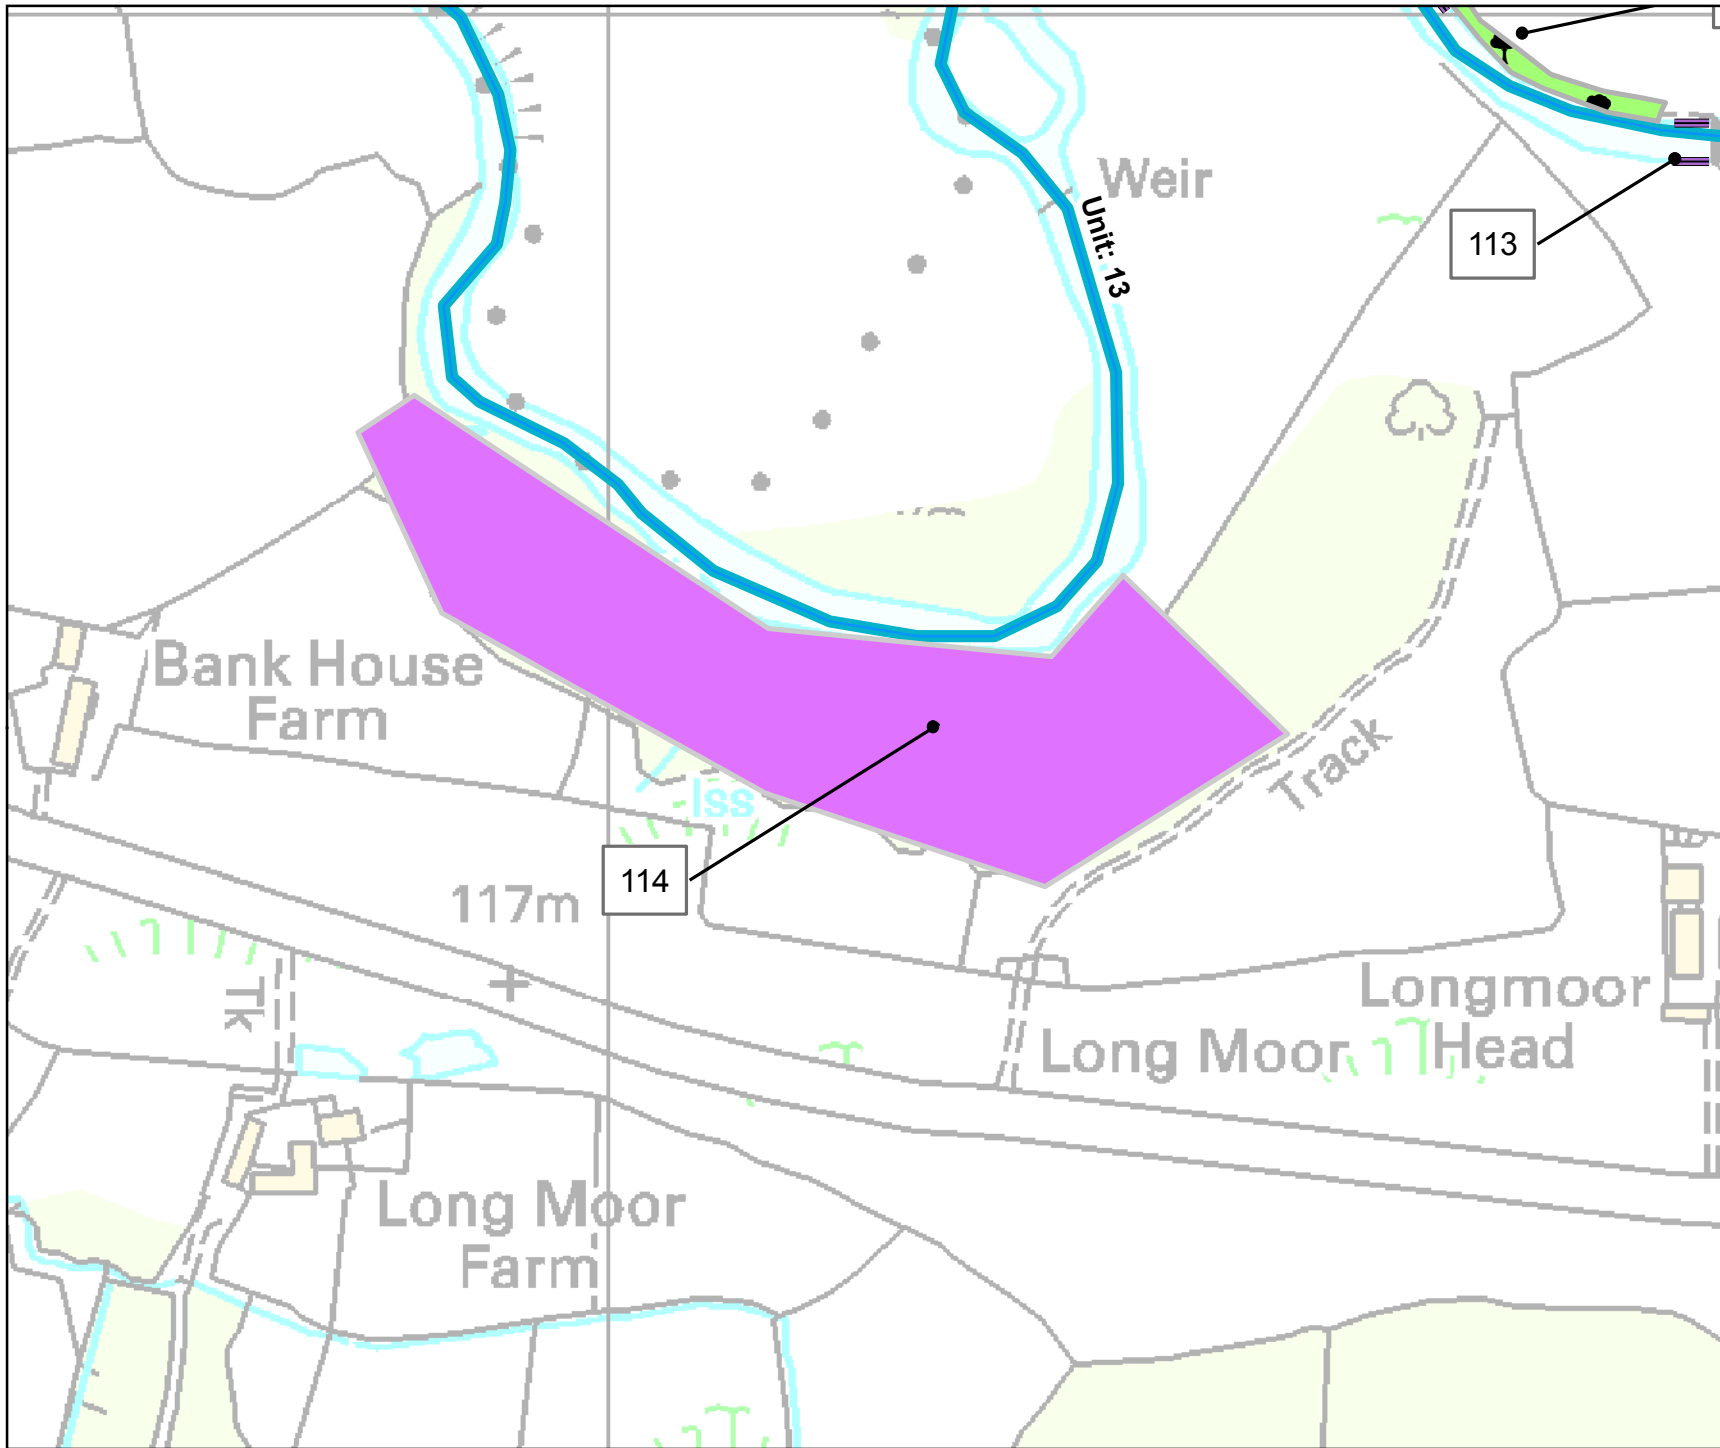 Weir
Unit: 13
113
Bank House
Farm
Track
Iss
114
117m
Tk
Longmoor
Head
Long Moor
Long Moor
Farm